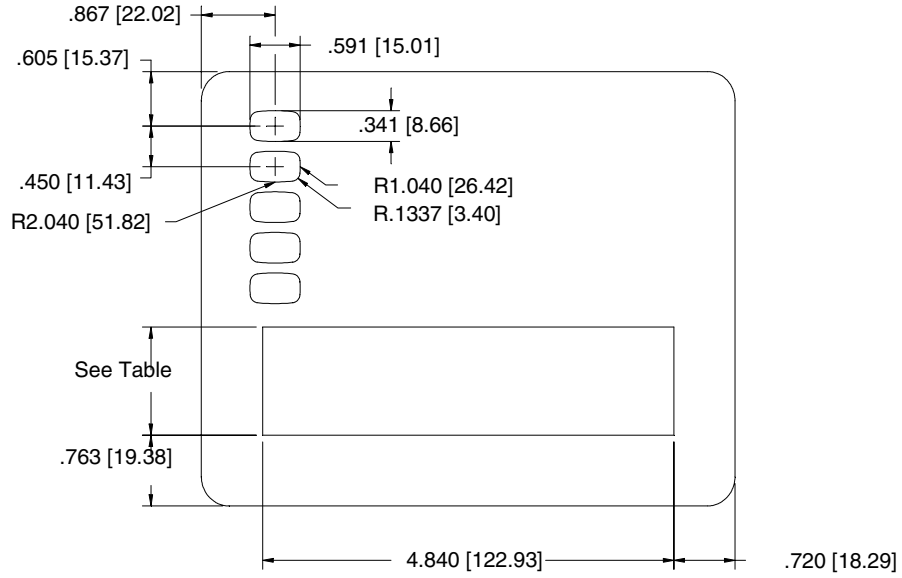 .867 [22.02]
.591 [15.01]
.605 [15.37]
.341 [8.66]
.450 [11.43]
R1.040 [26.42]
R2.040 [51.82]
R.1337 [3.40]
See Table
.763 [19.38]
4.840 [122.93]
.720 [18.29]